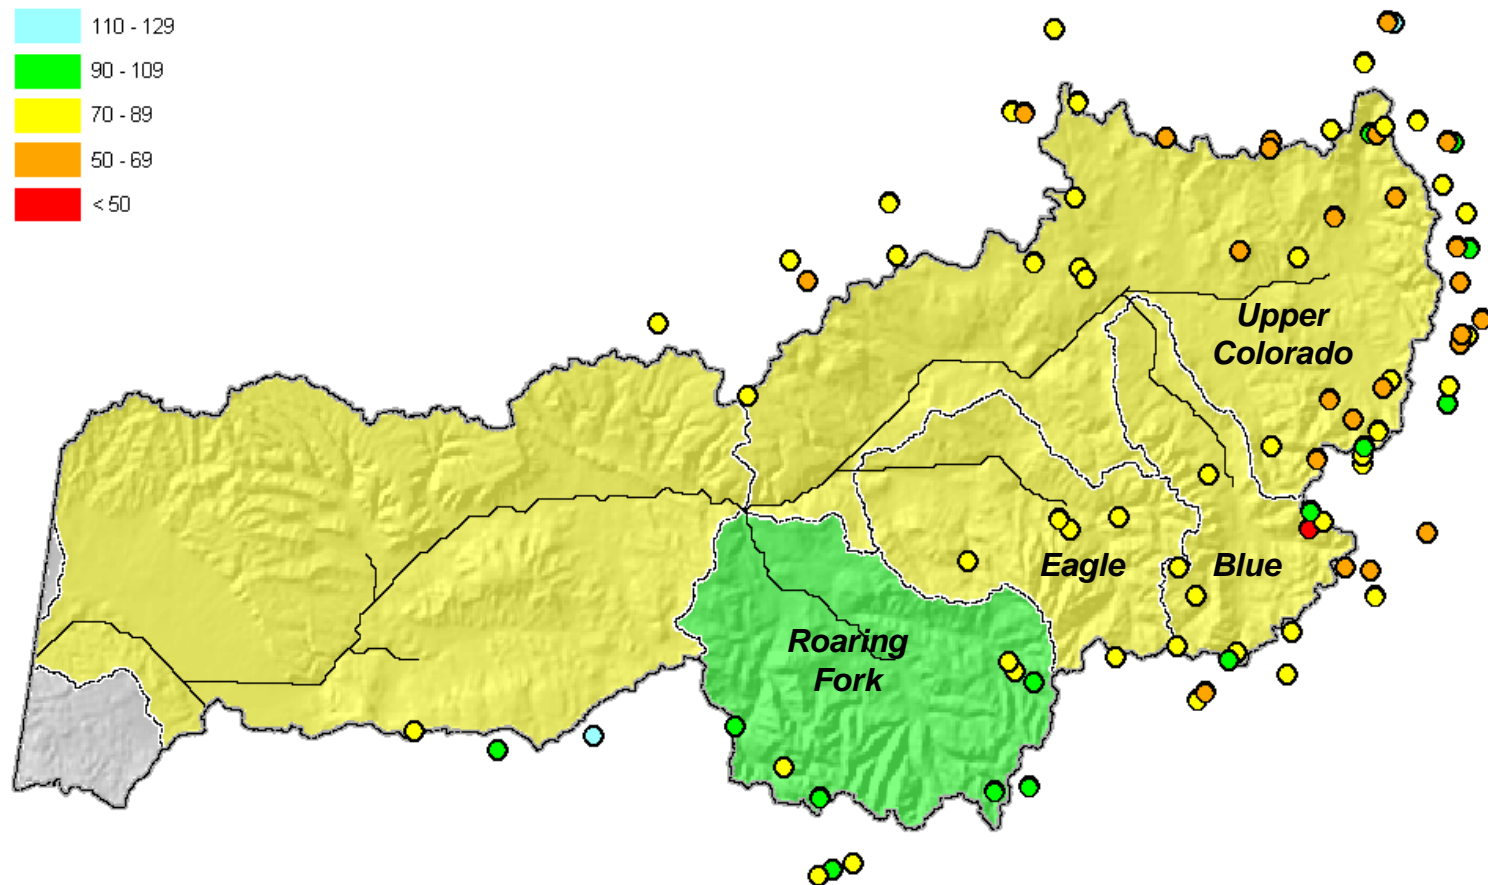 110 - 129
90 - 109
70 - 89
50 - 69
< 50
Upper
Colorado
Eagle
Blue
Roaring
Fork